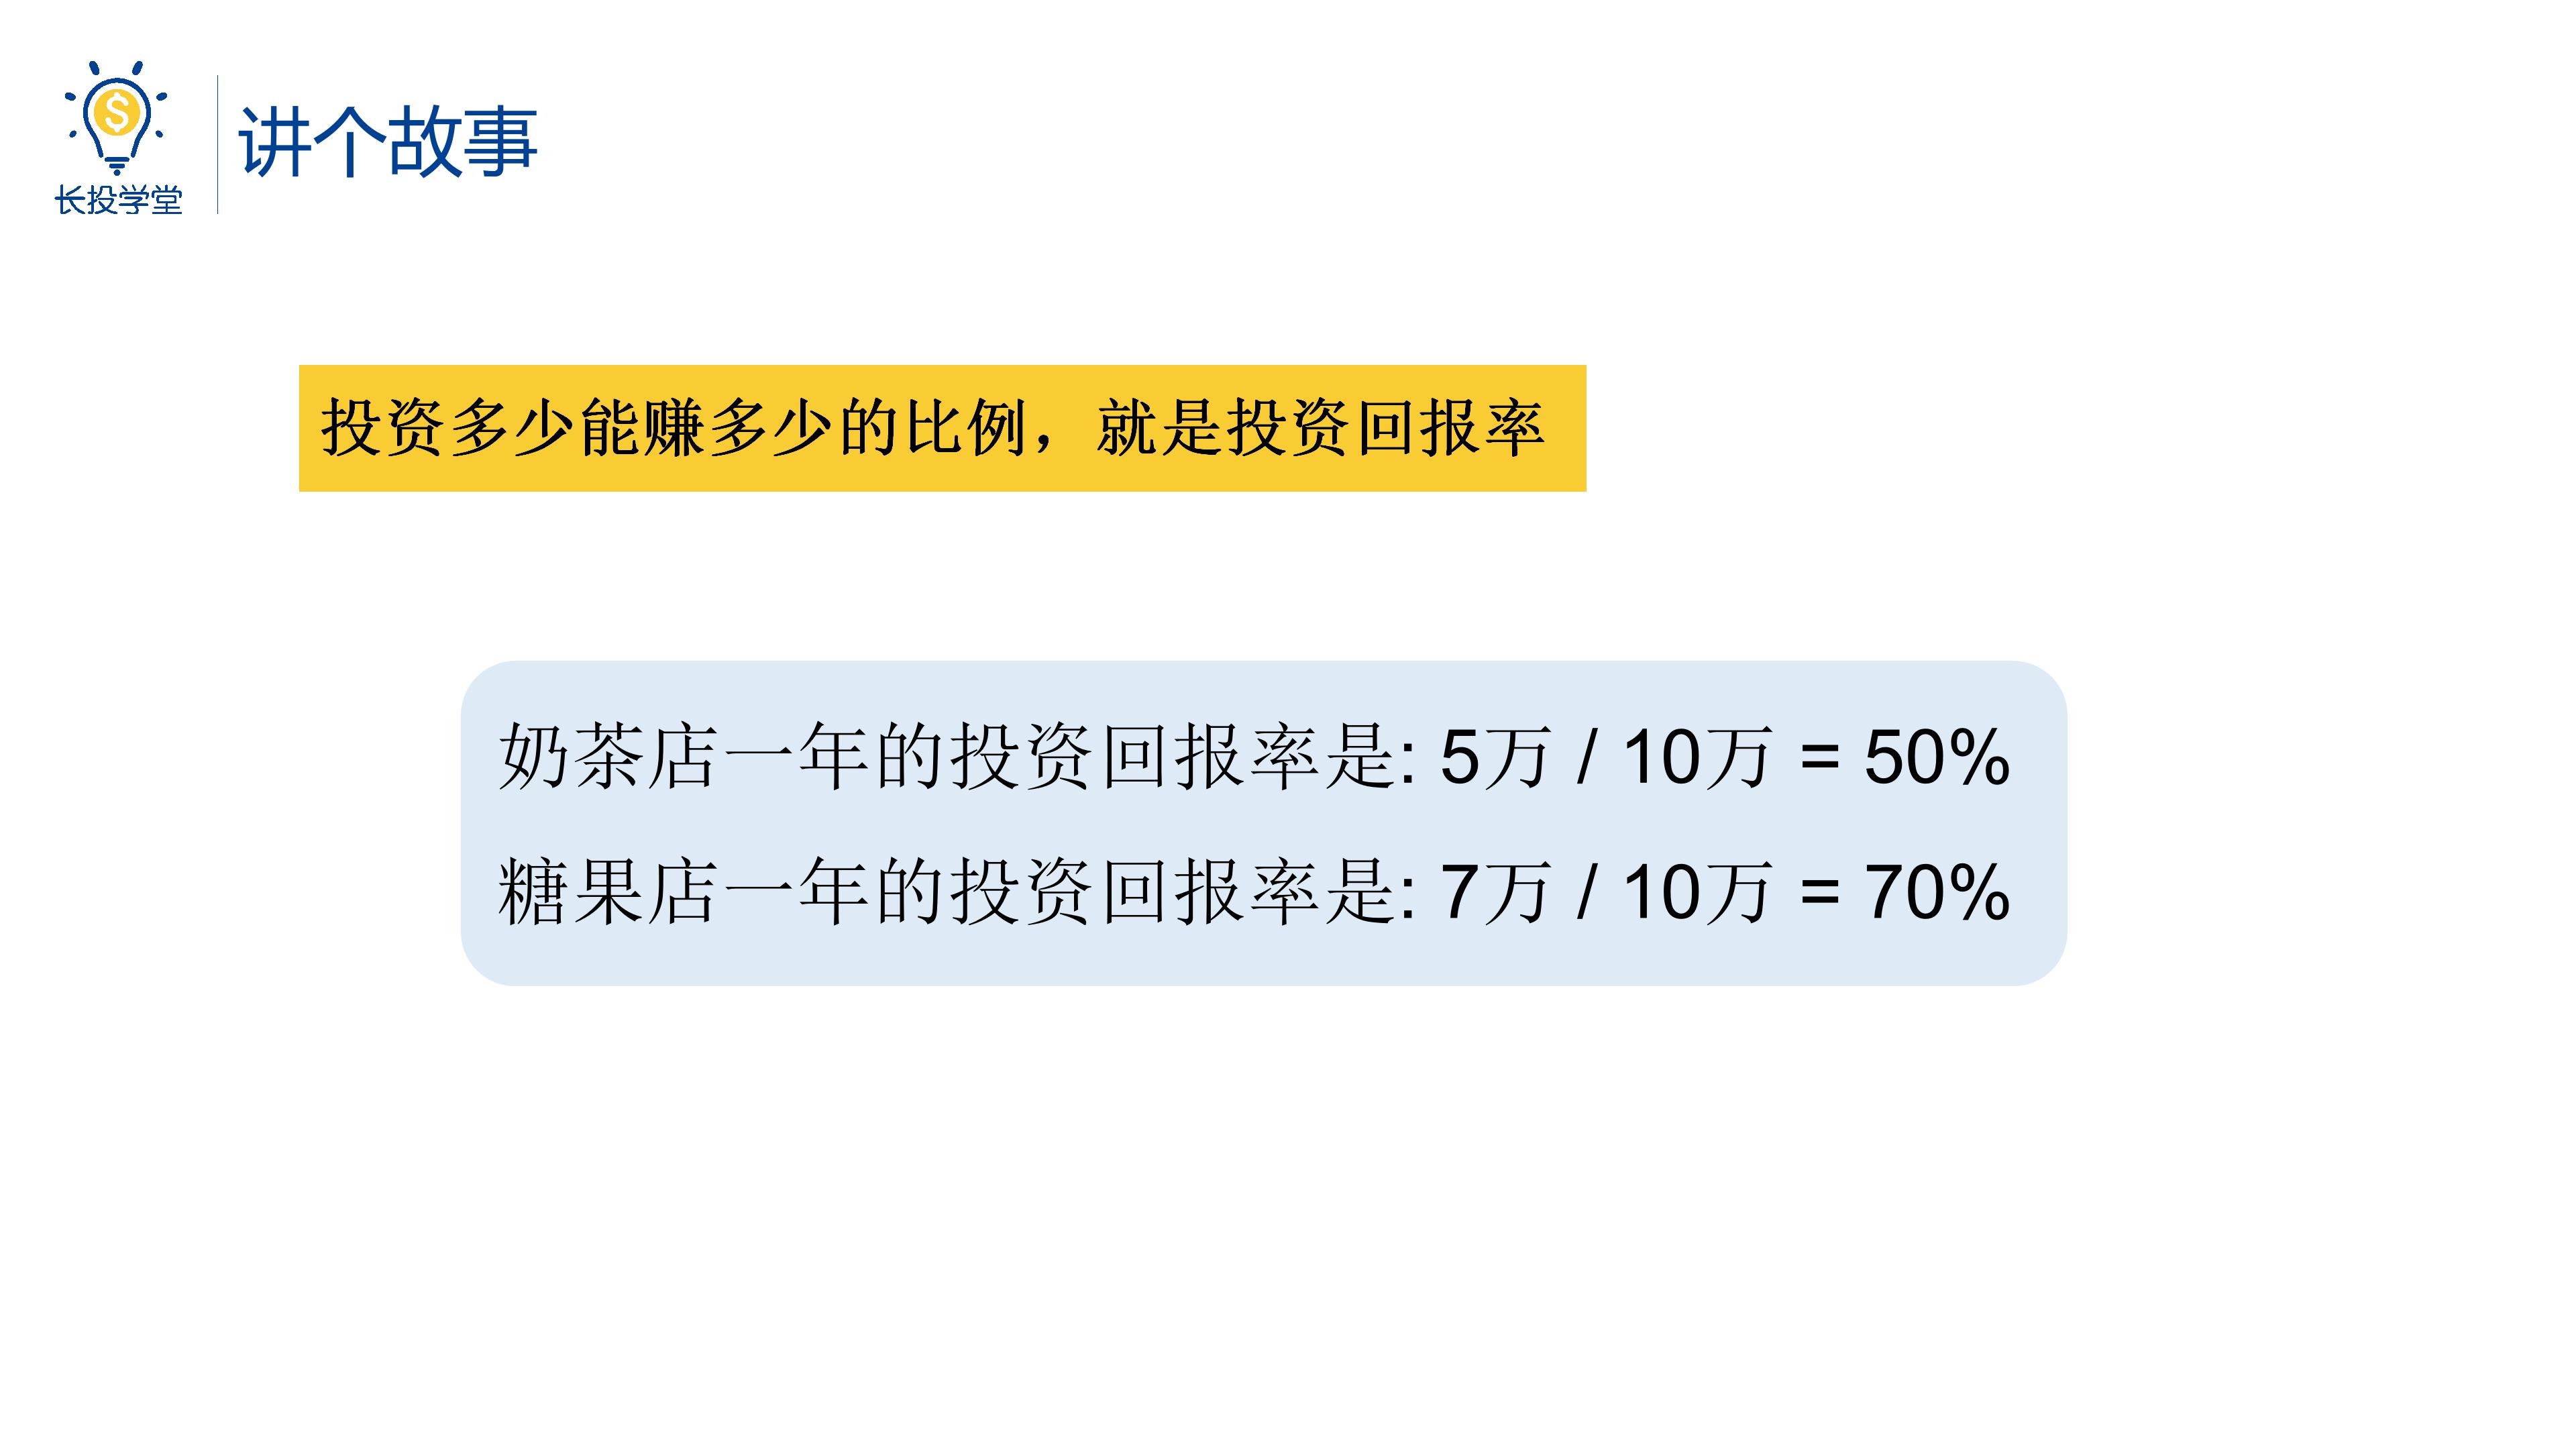 讲个故事
长投学堂
投资多少能赚多少的比例，就是投资回报率
奶茶店一年的投资回报率是: 5万 / 10万 = 50%
糖果店一年的投资回报率是: 7万 / 10万 = 70%